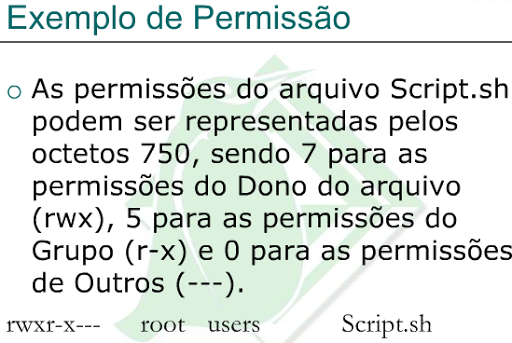 Exemplo de Permissão
○ As permissões do arquivo Script.sh
podem ser representadas pelos
octetos 750, sendo 7 para as
permissões do Dono do arquivo
(rwx), 5 para as permissões do
Grupo (r-x) e 0 para as permissões
de Outros (---).
rwxr-x--- root users Script.sh